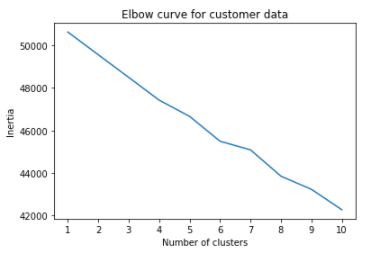 Elbow curve for customer data
50000
48000
46000
44000
42000
Inertia
1 2 3 4 5 6 7 8 9 10
Number of clusters